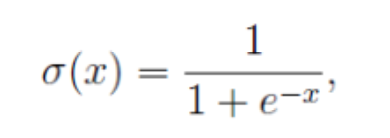 σ(x) = 1 / (1 + e^{−x}),